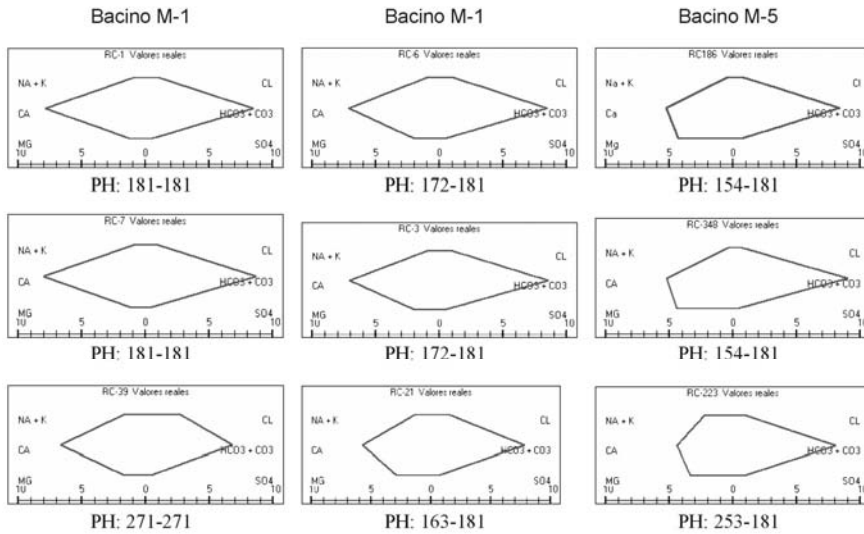 Bacino M-1
Bacino M-1
Bacino M-5
RC-1 Valores reales
NA + K
CL
CA
HCO3 + CO3
MG
SO4
10 5 0 5 10
PH: 181-181
RC-6 Valores reales
NA + K
CL
CA
HCO3 + CO3
MG
SO4
10 5 0 5 10
PH: 172-181
RC186 Valores reales
Na + K
Cl
Ca
HCO3 + CO3
Mg
SO4
10 5 0 5 10
PH: 154-181
RC-7 Valores reales
NA + K
CL
CA
HCO3 + CO3
MG
SO4
10 5 0 5 10
PH: 181-181
RC-3 Valores reales
NA + K
CL
CA
HCO3 + CO3
MG
SO4
10 5 0 5 10
PH: 172-181
RC-348 Valores reales
NA + K
CL
CA
HCO3 + CO3
MG
SO4
10 5 0 5 10
PH: 154-181
RC-39 Valores reales
NA + K
CL
CA
HCO3 + CO3
MG
SO4
10 5 0 5 10
PH: 271-271
RC-21 Valores reales
NA + K
CL
CA
HCO3 + CO3
MG
SO4
10 5 0 5 10
PH: 163-181
RC-223 Valores reales
NA + K
CL
CA
HCO3 + CO3
MG
SO4
10 5 0 5 10
PH: 253-181